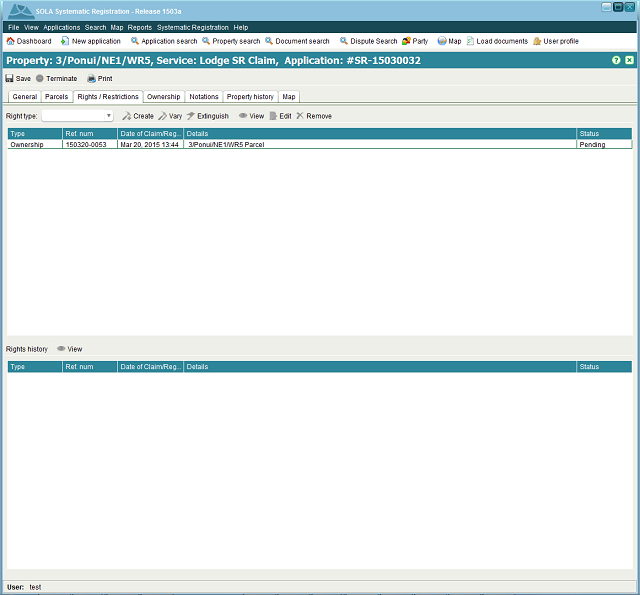 SOLA Systematic Registration - Release 1503a
File View Applications Search Map Reports Systematic Registration Help
Dashboard New application Application search Property search Document search Dispute Search Party Map Load documents User profile
Property: 3/Ponui/NE1/WR5, Service: Lodge SR Claim, Application: #SR-15030032
Save Terminate Print
General Parcels Rights / Restrictions Ownership Notations Property history Map
Right type: Create Vary Extinguish View Edit Remove
Type Ref. num Date of Claim/Reg... Details Status
Ownership 150320-0053 Mar 20, 2015 13:44 3/Ponui/NE1/WR5 Parcel Pending
Rights history View
Type Ref. num Date of Claim/Reg... Details Status
User: test